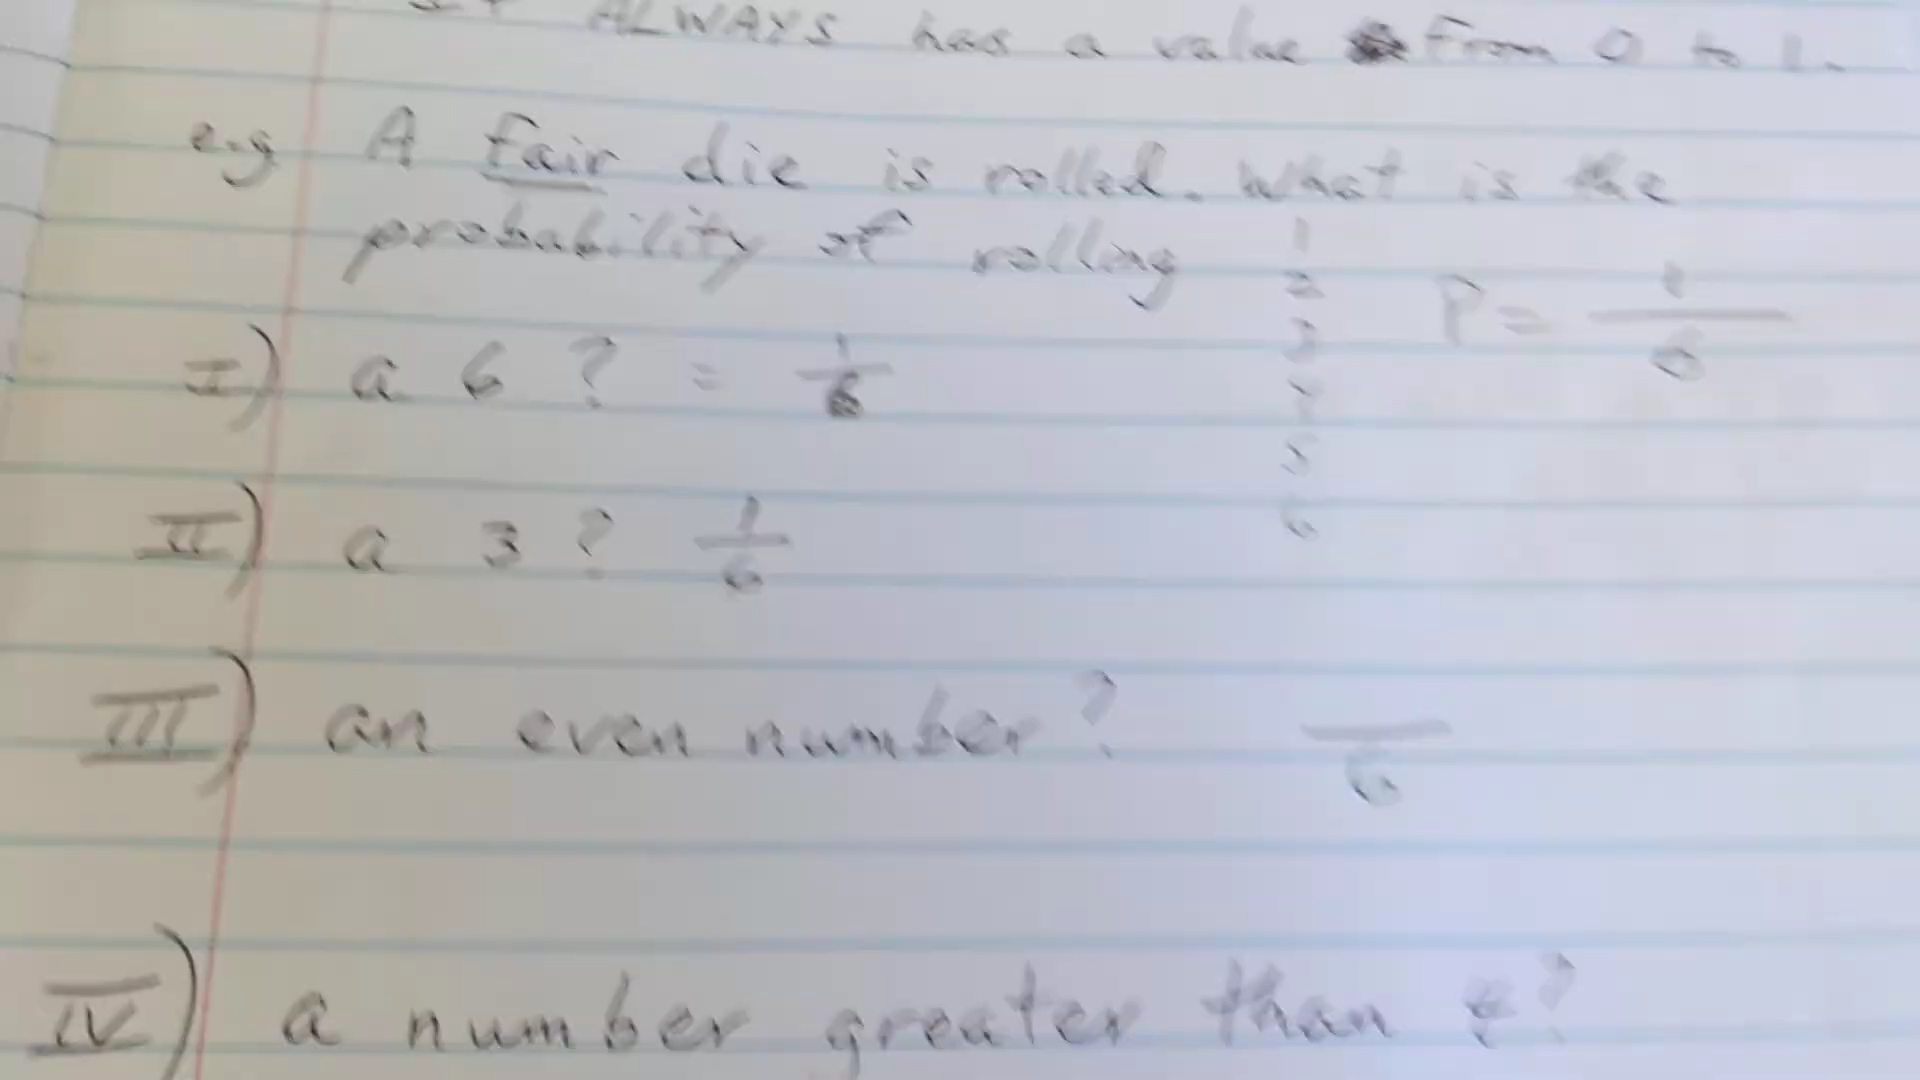 ALWAYS has a value from 0 to 1.
e.g A fair die is rolled. What is the
probability of rolling
1
2
3
4
5
6
P = 1/6
I) a 6 ? = 1/6
II) a 3 ? 1/6
III) an even number? /6
IV) a number greater than ?